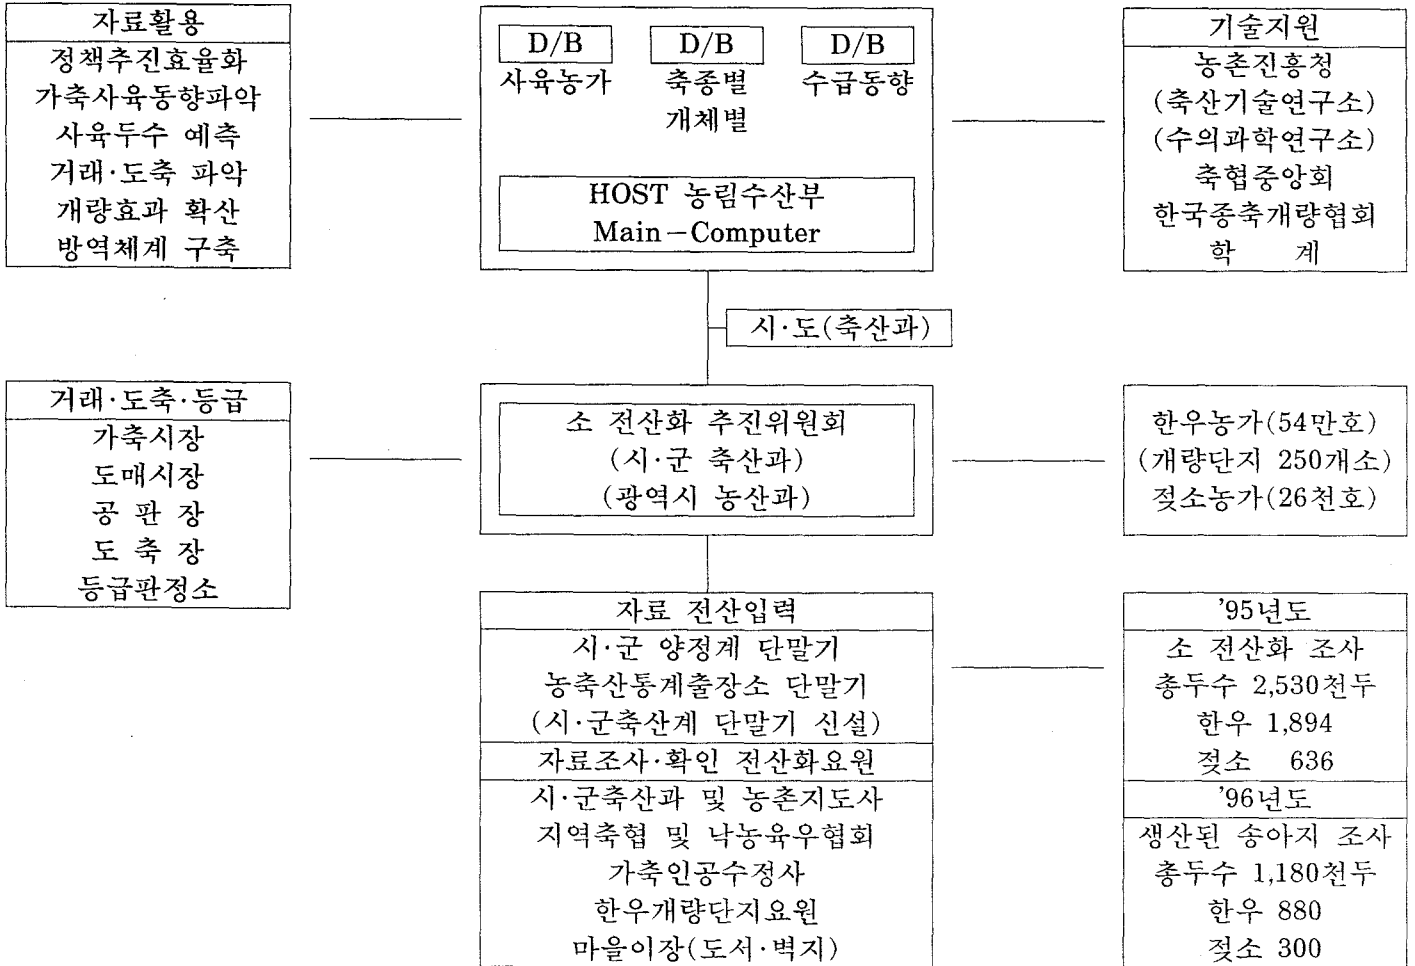 자료활용
정책추진효율화
가축사육동향파악
사육두수 예측
거래·도축 파악
개량효과 확산
방역체계 구축
D/B D/B D/B
사육농가 축종별 수급동향
개체별
HOST 농림수산부
Main-Computer
기술지원
농촌진흥청
(축산기술연구소)
(수의과학연구소)
축협중앙회
한국종축개량협회
학 계
시·도(축산과)
거래·도축·등급
가축시장
도매시장
공 판 장
도 축 장
등급판정소
소 전산화 추진위원회
(시·군 축산과)
(광역시 농산과)
한우농가(54만호)
(개량단지 250개소)
젖소농가(26천호)
자료 전산입력
시·군 양정계 단말기
농축산통계출장소 단말기
(시·군축산계 단말기 신설)
자료조사·확인 전산화요원
시·군축산과 및 농촌지도사
지역축협 및 낙농육우협회
가축인공수정사
한우개량단지요원
마을이장(도서·벽지)
'95년도
소 전산화 조사
총두수 2,530천두
한우 1,894
젖소 636
'96년도
생산된 송아지 조사
총두수 1,180천두
한우 880
젖소 300